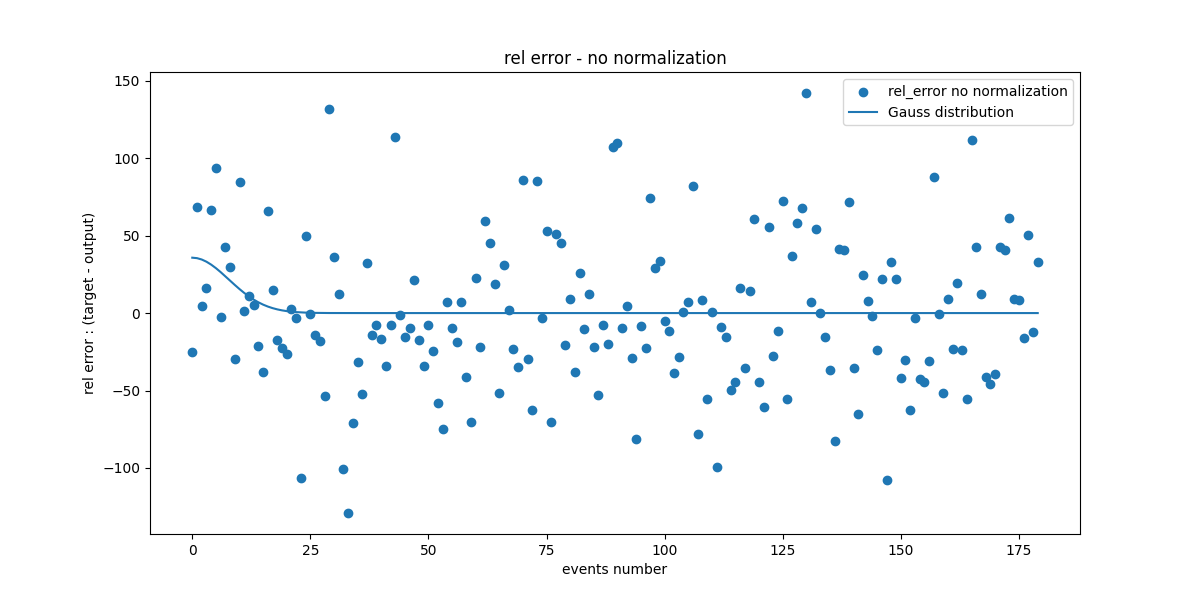 rel error - no normalization
rel_error no normalization
Gauss distribution
rel error : (target - output)
150
100
50
0
−50
−100
0
25
50
75
100
125
150
175
events number